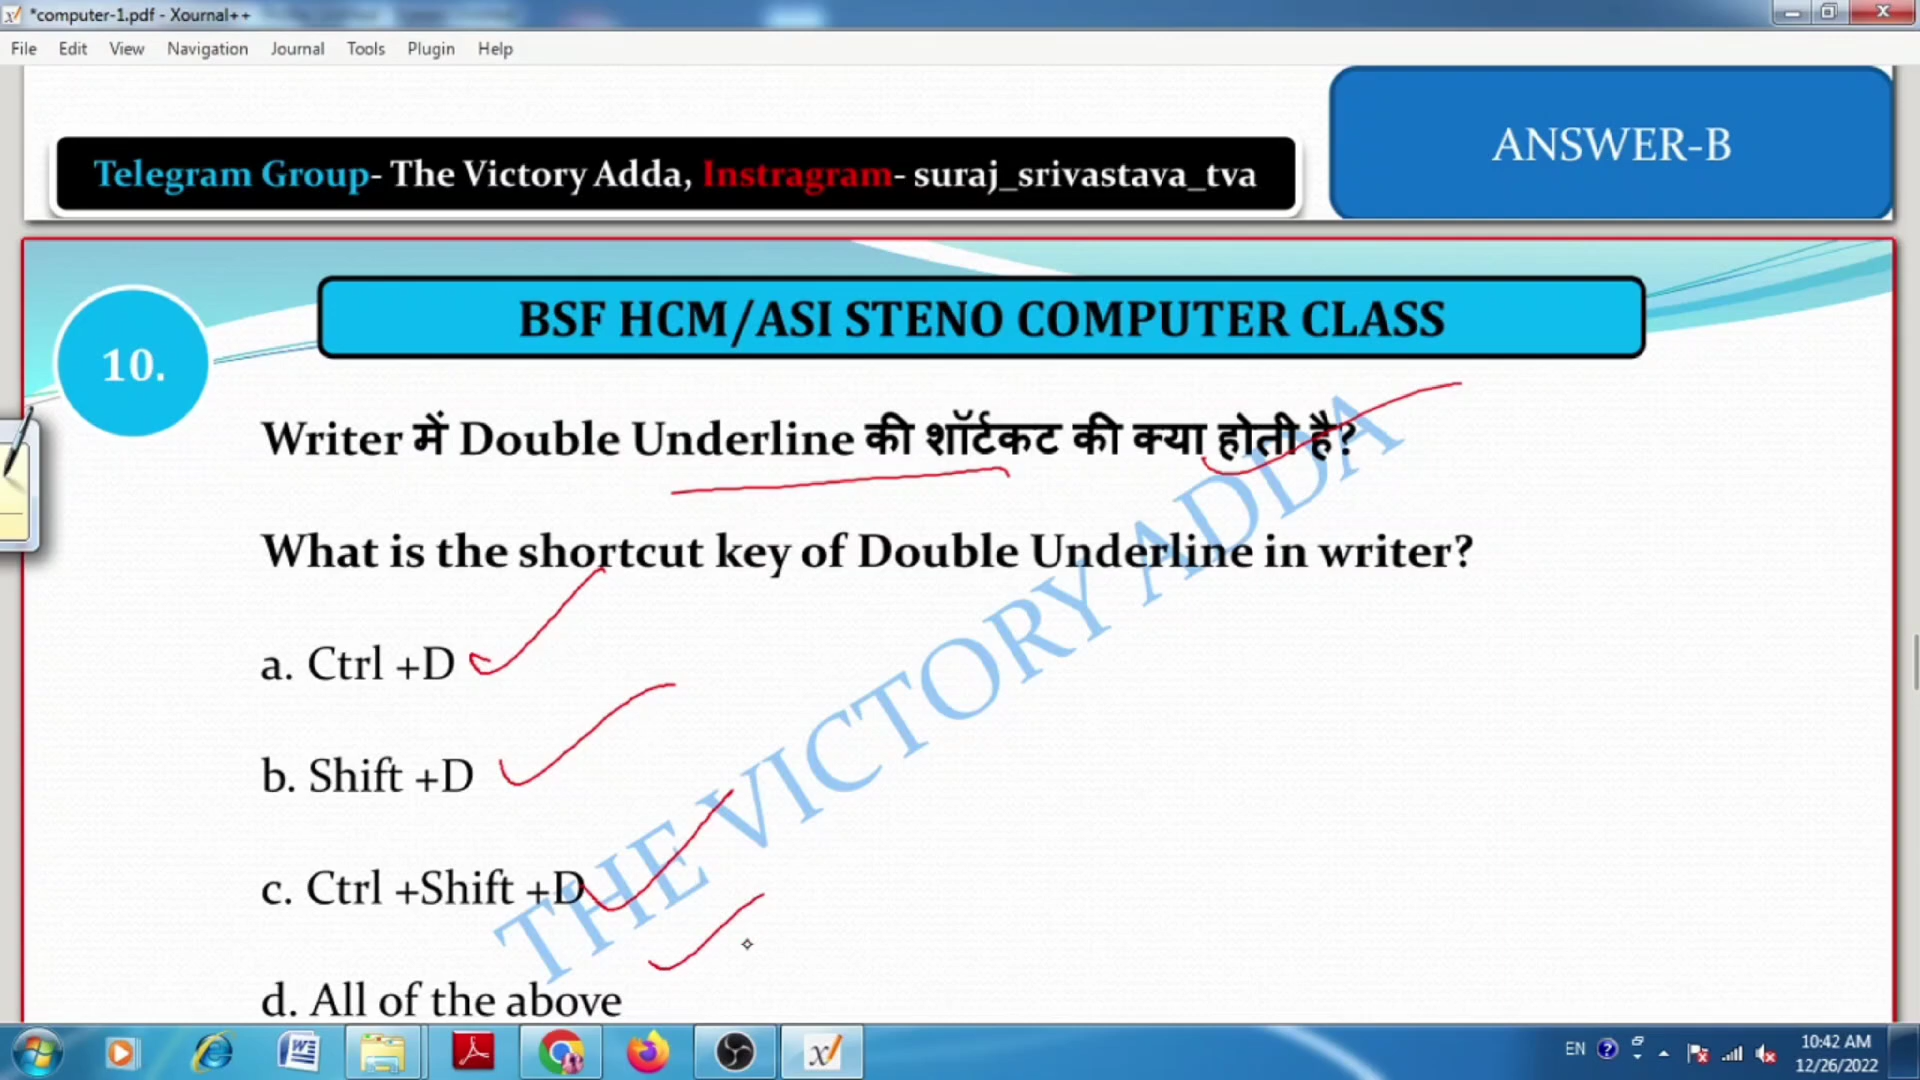 *computer-1.pdf - Xournal++
File Edit View Navigation Journal Tools Plugin Help
Telegram Group- The Victory Adda, Instragram- suraj_srivastava_tva
ANSWER-B
BSF HCM/ASI STENO COMPUTER CLASS
10.
Writer में Double Underline की शॉर्टकट की क्या होती है?
What is the shortcut key of Double Underline in writer?
a. Ctrl +D
b. Shift +D
c. Ctrl +Shift +D
d. All of the above
THE VICTORY ADDA
EN
10:42 AM
12/26/2022